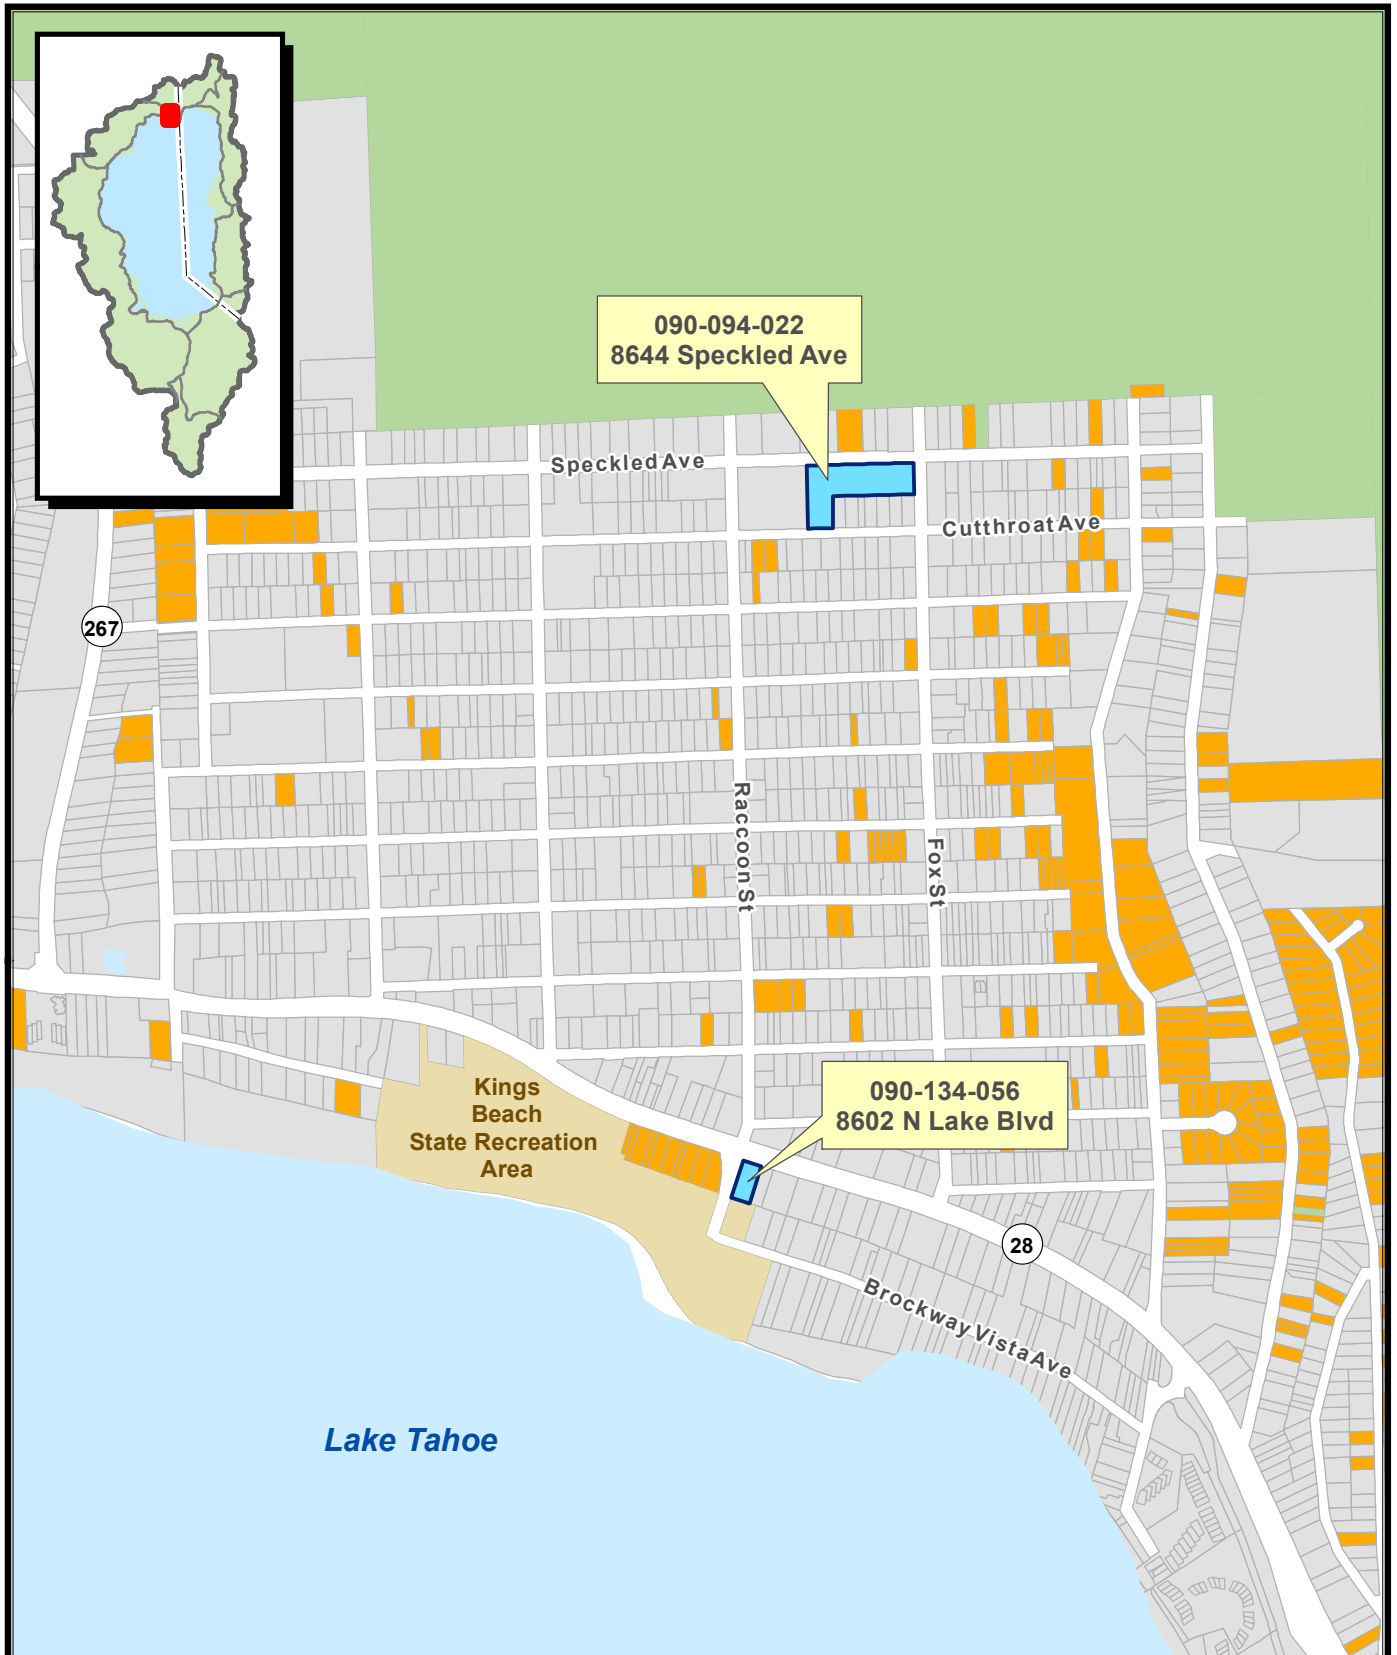 090-094-022
8644 Speckled Ave
Speckled Ave
Cutthroat Ave
267
Raccoon St
Fox St
Kings
Beach
State Recreation
Area
090-134-056
8602 N Lake Blvd
28
Brockway Vista Ave
Lake Tahoe